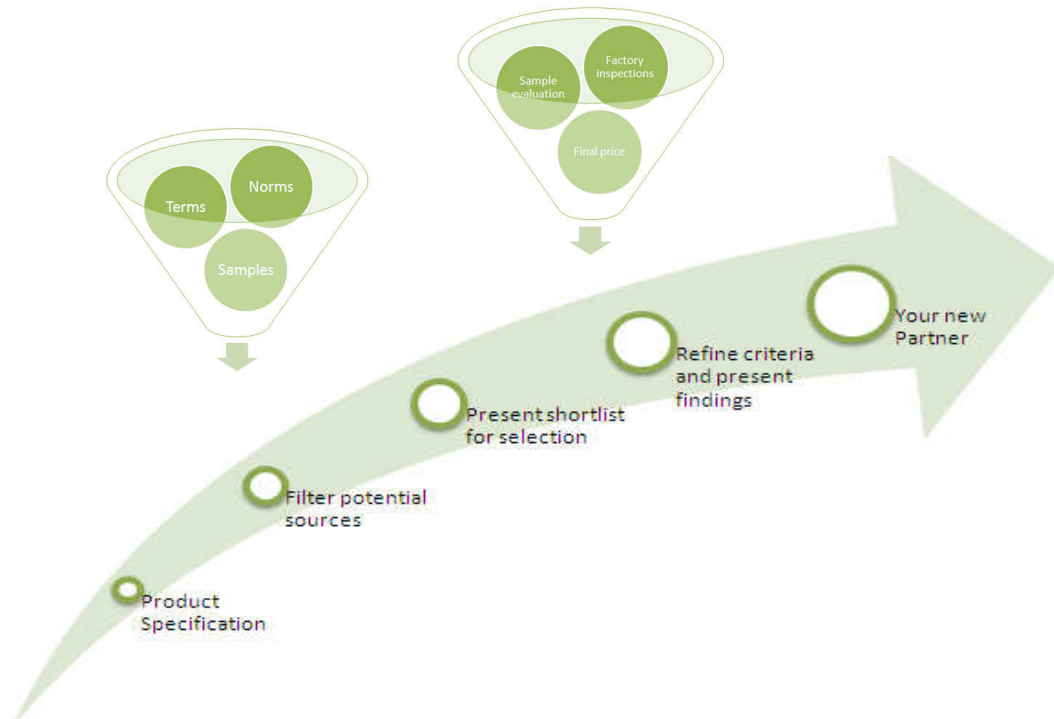 Factory
inspections
Sample
evaluation
Final price
Norms
Terms
Samples
Your new
Partner
Refine criteria
and present
findings
Present shortlist
for selection
Filter potential
sources
Product
Specification